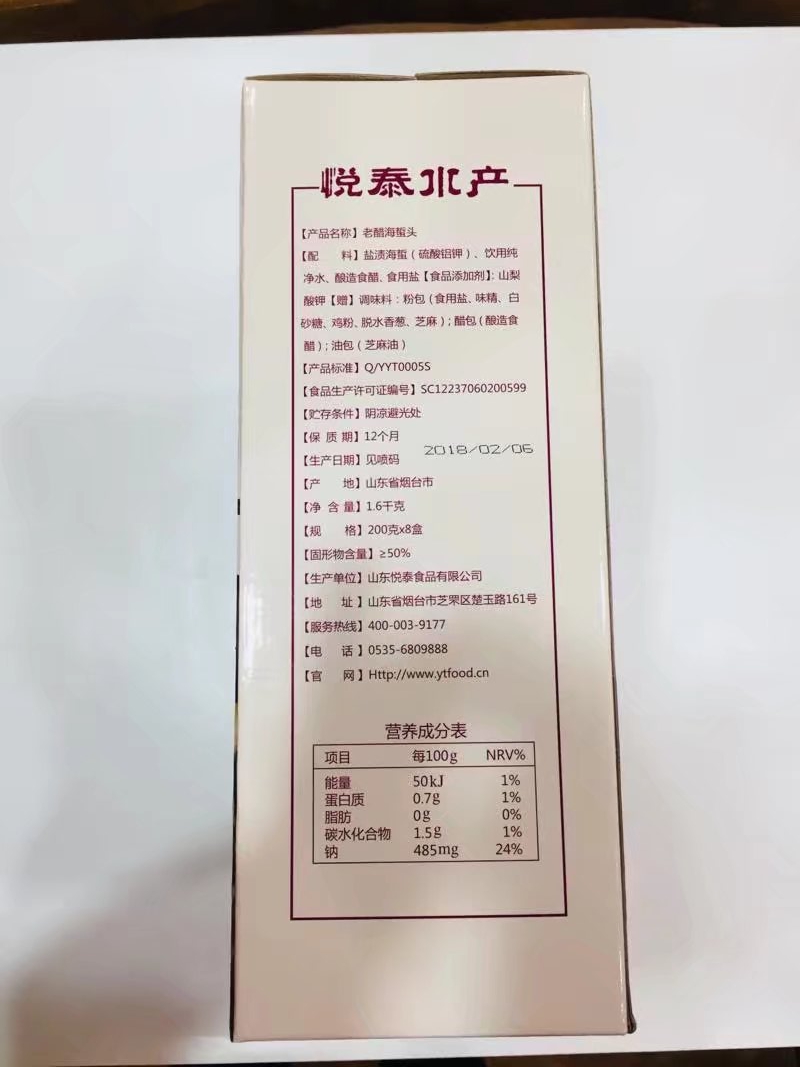 悦泰水产
【产品名称】老醋海蜇头
【配　料】盐渍海蜇（硫酸铝钾）、饮用纯
净水、酿造食醋、食用盐【食品添加剂】：山梨
酸钾【赠】调味料：粉包（食用盐、味精、白
砂糖、鸡粉、脱水香葱、芝麻）；醋包（酿造食
醋）；油包（芝麻油）
【产品标准】Q/YYT0005S
【食品生产许可证编号】SC12237060200599
【贮存条件】阴凉避光处
【保 质 期】12个月
【生产日期】见喷码 2018/02/06
【产　地】山东省烟台市
【净 含 量】1.6千克
【规　格】200克x8盒
【固形物含量】≥50%
【生产单位】山东悦泰食品有限公司
【地　址】山东省烟台市芝罘区楚玉路161号
【服务热线】400-003-9177
【电　话】0535-6809888
【官　网】Http://www.ytfood.cn
营养成分表
项目 每100g NRV%
能量 50kJ 1%
蛋白质 0.7g 1%
脂肪 0g 0%
碳水化合物 1.5g 1%
钠 485mg 24%